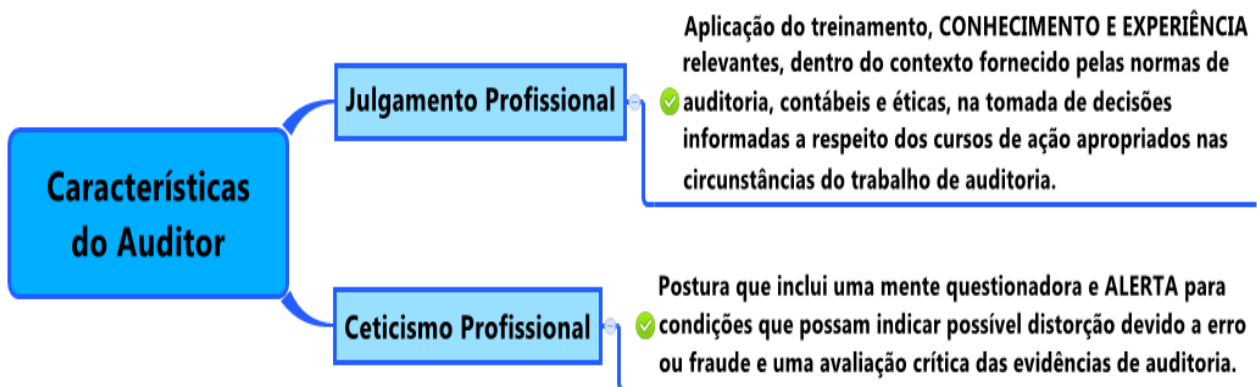 Características
do Auditor
Julgamento Profissional
Aplicação do treinamento, CONHECIMENTO E EXPERIÊNCIA
relevantes, dentro do contexto fornecido pelas normas de
auditoria, contábeis e éticas, na tomada de decisões
informadas a respeito dos cursos de ação apropriados nas
circunstâncias do trabalho de auditoria.
Ceticismo Profissional
Postura que inclui uma mente questionadora e ALERTA para
condições que possam indicar possível distorção devido a erro
ou fraude e uma avaliação crítica das evidências de auditoria.